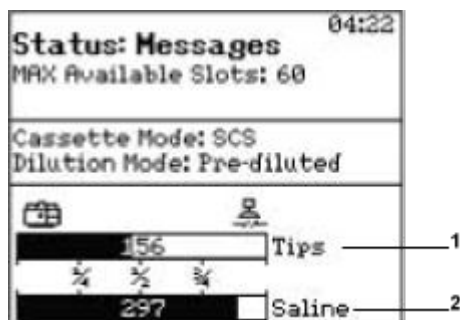 04:22
Status: Messages
MAX Available Slots: 60
Cassette Mode: SCS
Dilution Mode: Pre-diluted
156 Tips 1
¼ ½ ¾
297 Saline 2